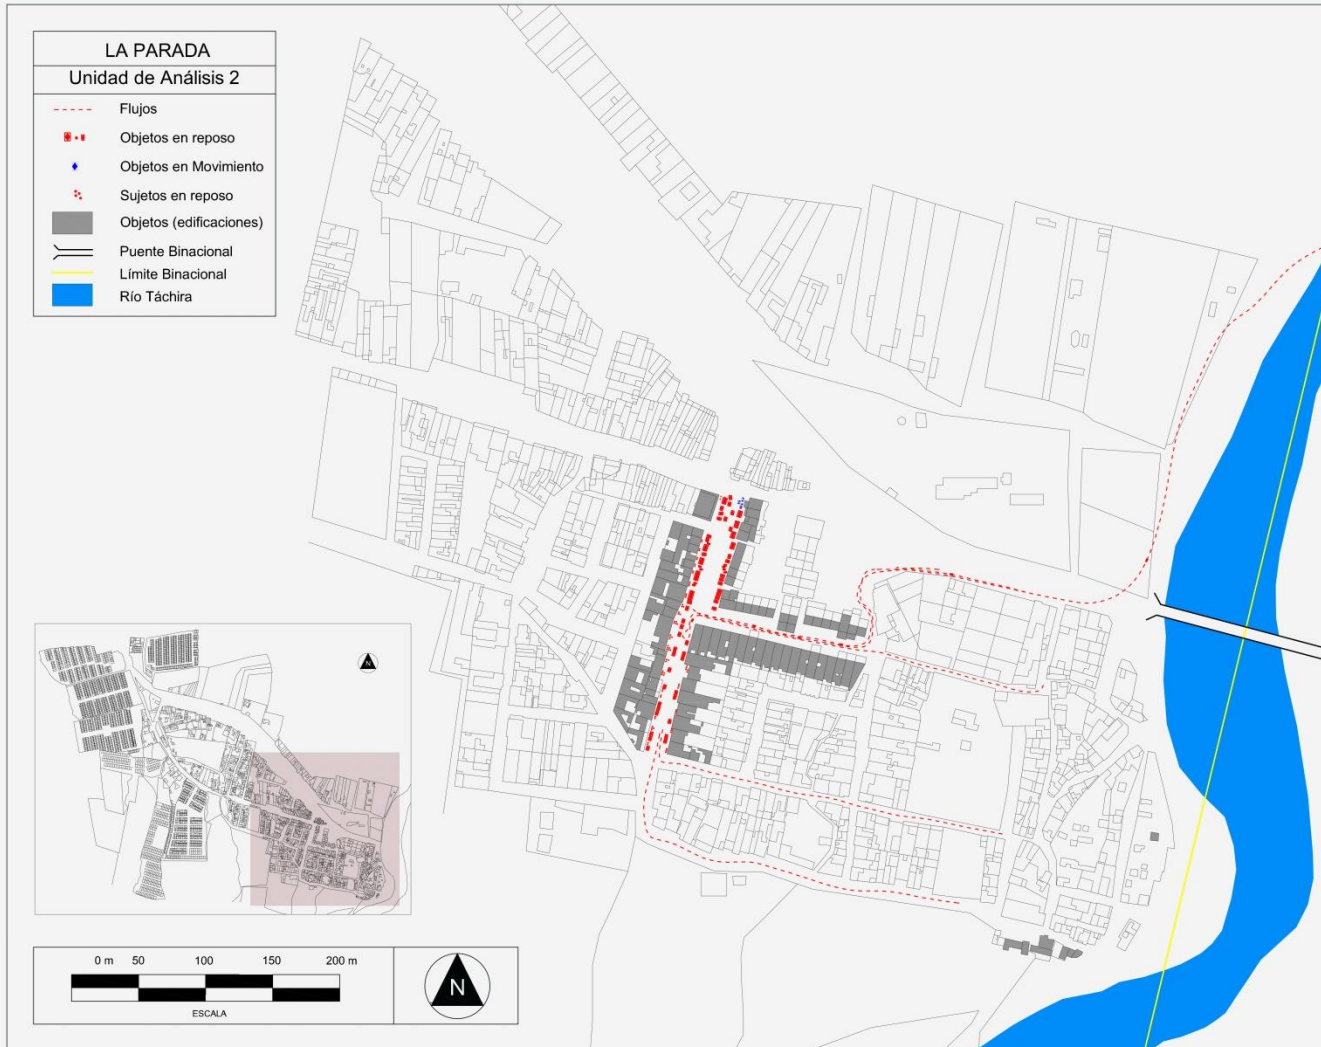 LA PARADA
Unidad de Análisis 2
Flujos
Objetos en reposo
Objetos en Movimiento
Sujetos en reposo
Objetos (edificaciones)
Puente Binacional
Límite Binacional
Río Táchira
N
0 m 50 100 150 200 m
ESCALA
N